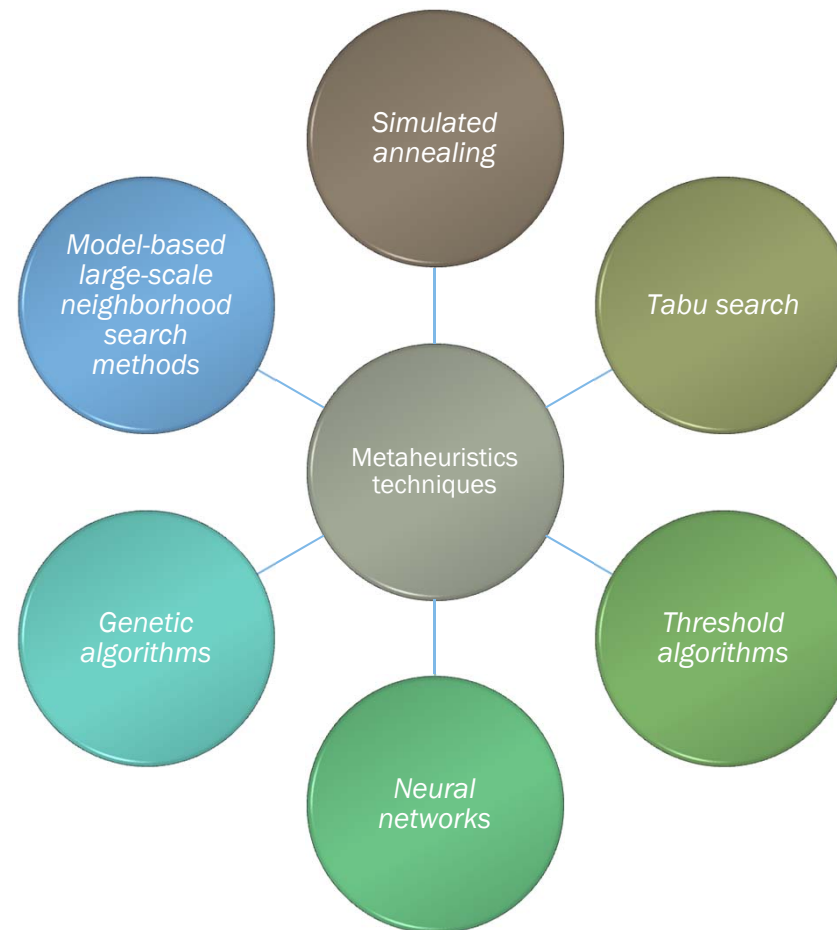 Simulated
annealing
Tabu search
Threshold
algorithms
Neural
networks
Genetic
algorithms
Model-based
large-scale
neighborhood
search
methods
Metaheuristics
techniques